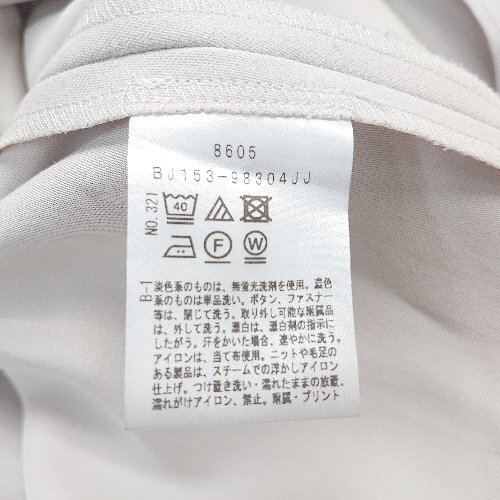 8605
BJ153-98304JJ
NO.321
40
F
W
B-1
淡色系のものは、無蛍光洗剤を使用。濃色
系のものは単品洗い。ボタン、ファスナー
等は、閉じて洗う。取り外し可能な附属品
は、外して洗う。漂白は、漂白剤の指示に
したがう。汗をかいた場合、速やかに洗う。
アイロンは、当て布使用。ニットや毛足の
ある製品は、スチームでの浮かしアイロン
仕上げ。つけ置き洗い・濡れたままの放置、
濡れがけアイロン、禁止。附属・プリント